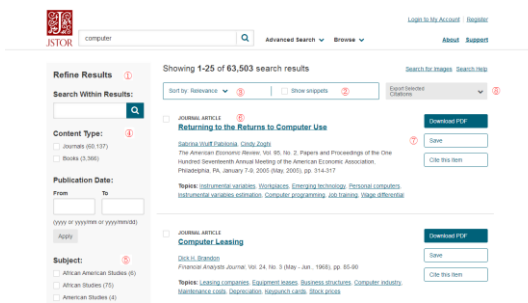 Login to My Account Register
JSTOR
computer
Advanced Search Browse
About Support
Refine Results ①
Showing 1-25 of 63,503 search results
Search for Images Search Help
Search Within Results:
Sort by: Relevance ③
Show snippets ②
Export Selected
Citations
Content Type: ④
Journals (60,137)
Books (3,366)
Publication Date:
From To
(yyyy or yyyy/mm or yyyy/mm/dd)
Apply
Subject: ⑤
African American Studies (6)
African Studies (75)
American Studies (4)
JOURNAL ARTICLE ⑥
Returning to the Returns to Computer Use
Sabrina Wulff Pabilonia, Cindy Zoghi
The American Economic Review, Vol. 95, No. 2, Papers and Proceedings of the One
Hundred Seventeenth Annual Meeting of the American Economic Association,
Philadelphia, PA, January 7-9, 2005 (May, 2005), pp. 314-317
Topics: Instrumental variables, Workplaces, Emerging technology, Personal computers,
Instrumental variables estimation, Computer programming, Job training, Wage differential
Download PDF
⑦ Save
Cite this Item
JOURNAL ARTICLE
Computer Leasing
Dick H. Brandon
Financial Analysts Journal, Vol. 24, No. 3 (May - Jun., 1968), pp. 85-90
Topics: Leasing companies, Equipment leases, Business structures, Computer industry,
Maintenance costs, Depreciation, Keypunch cards, Stock prices
Download PDF
Save
Cite this Item